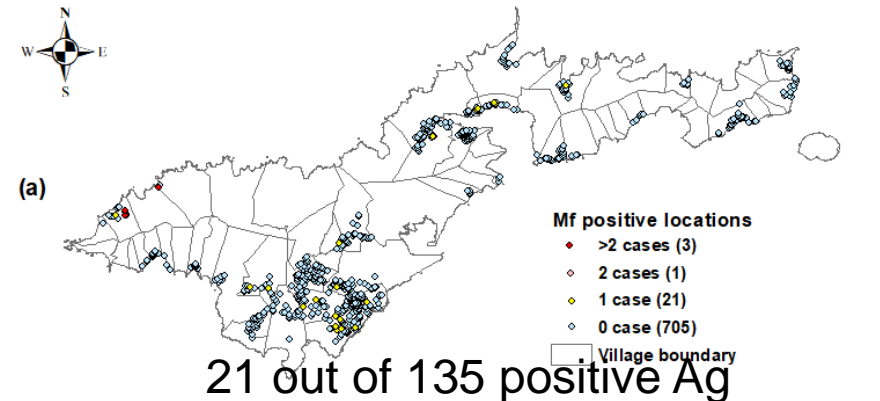 N
W E
S
(a)
Mf positive locations
>2 cases (3)
2 cases (1)
1 case (21)
0 case (705)
Village boundary
21 out of 135 positive Ag